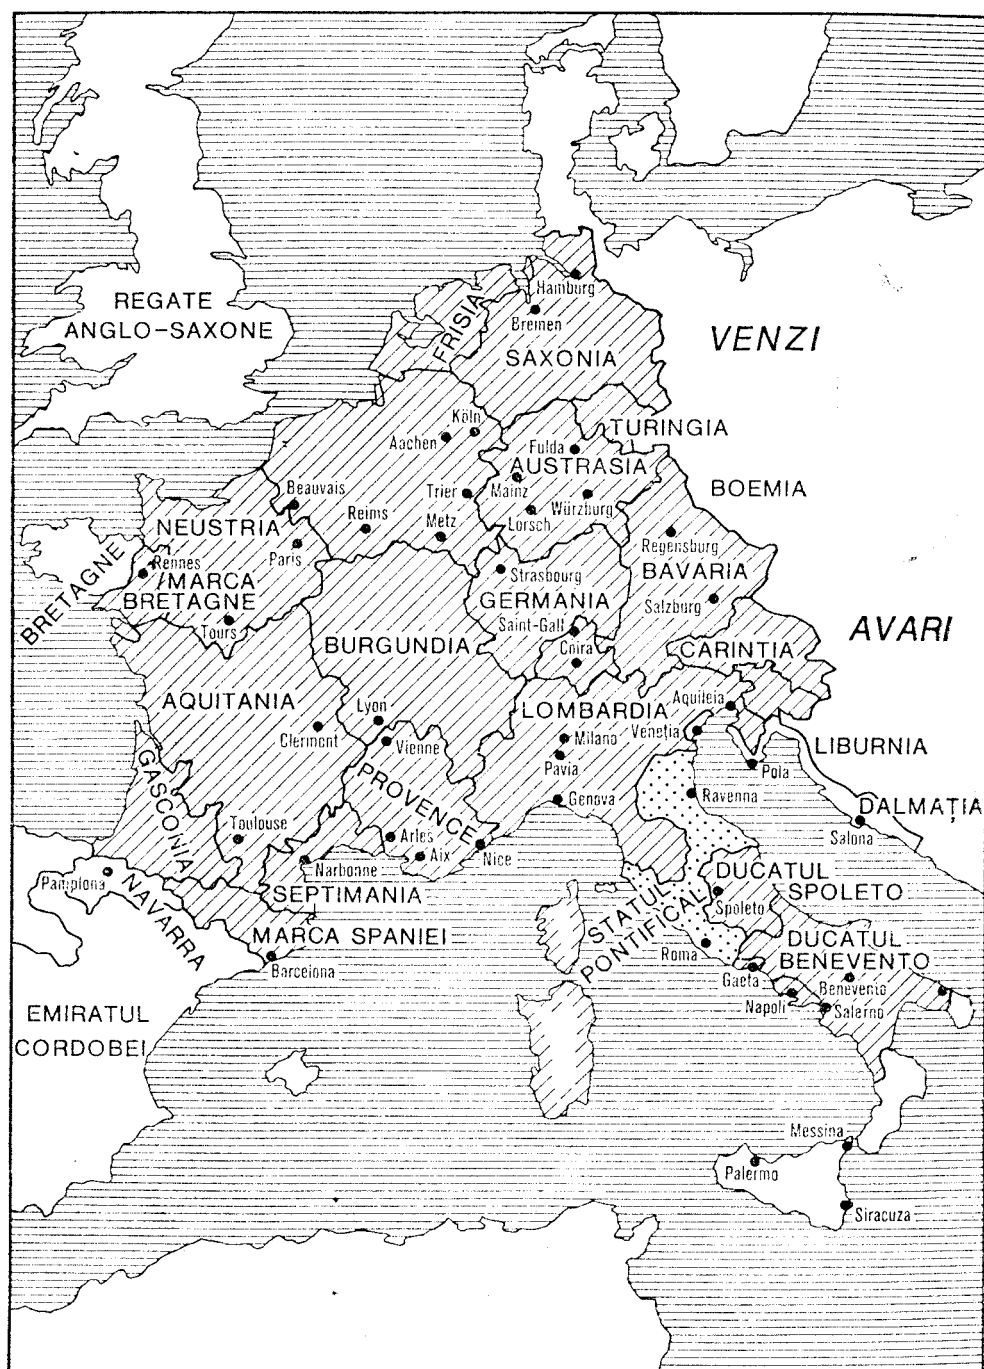 REGATE
ANGLO-SAXONE
FRISIA
Hamburg
Bremen
SAXONIA
VENZI
Köln
Aachen
TURINGIA
Fulda
AUSTRASIA
Beauvais
Trier
Mainz
BOEMIA
Würzburg
NEUSTRIA
Reims
Metz
Lorsch
Paris
Regensburg
BRETAGNE
Rennes
MARCA
BRETAGNE
Strasbourg
BAVARIA
GERMANIA
Salzburg
Tours
Saint-Gall
AVARI
BURGUNDIA
Cnira
CARINTIA
AQUITANIA
Lyon
LOMBARDIA
Aquileia
Clermont
Vienne
Milano
Veneția
LIBURNIA
Pavia
Pola
GASCONIA
PROVENCE
Genova
Ravenna
DALMAȚIA
Toulouse
Arles
Salona
Aix
Nice
Narbonne
Pamplona
NAVARRA
SEPTIMANIA
DUCATUL
SPOLETO
Spoleto
STATUL
PONTIFICAL
MARCA SPANIEI
DUCATUL
BENEVENTO
Roma
Barcelona
Gaeta
Benevento
EMIRATUL
CORDOBEI
Napoli
Salerno
Messina
Palermo
Siracuza